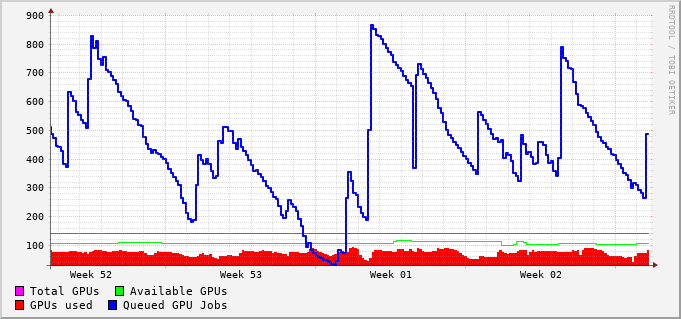 900
800
700
600
500
400
300
200
100
Week 52 Week 53 Week 01 Week 02
RRDTOOL / TOBI OETIKER
Total GPUs Available GPUs
GPUs used Queued GPU Jobs